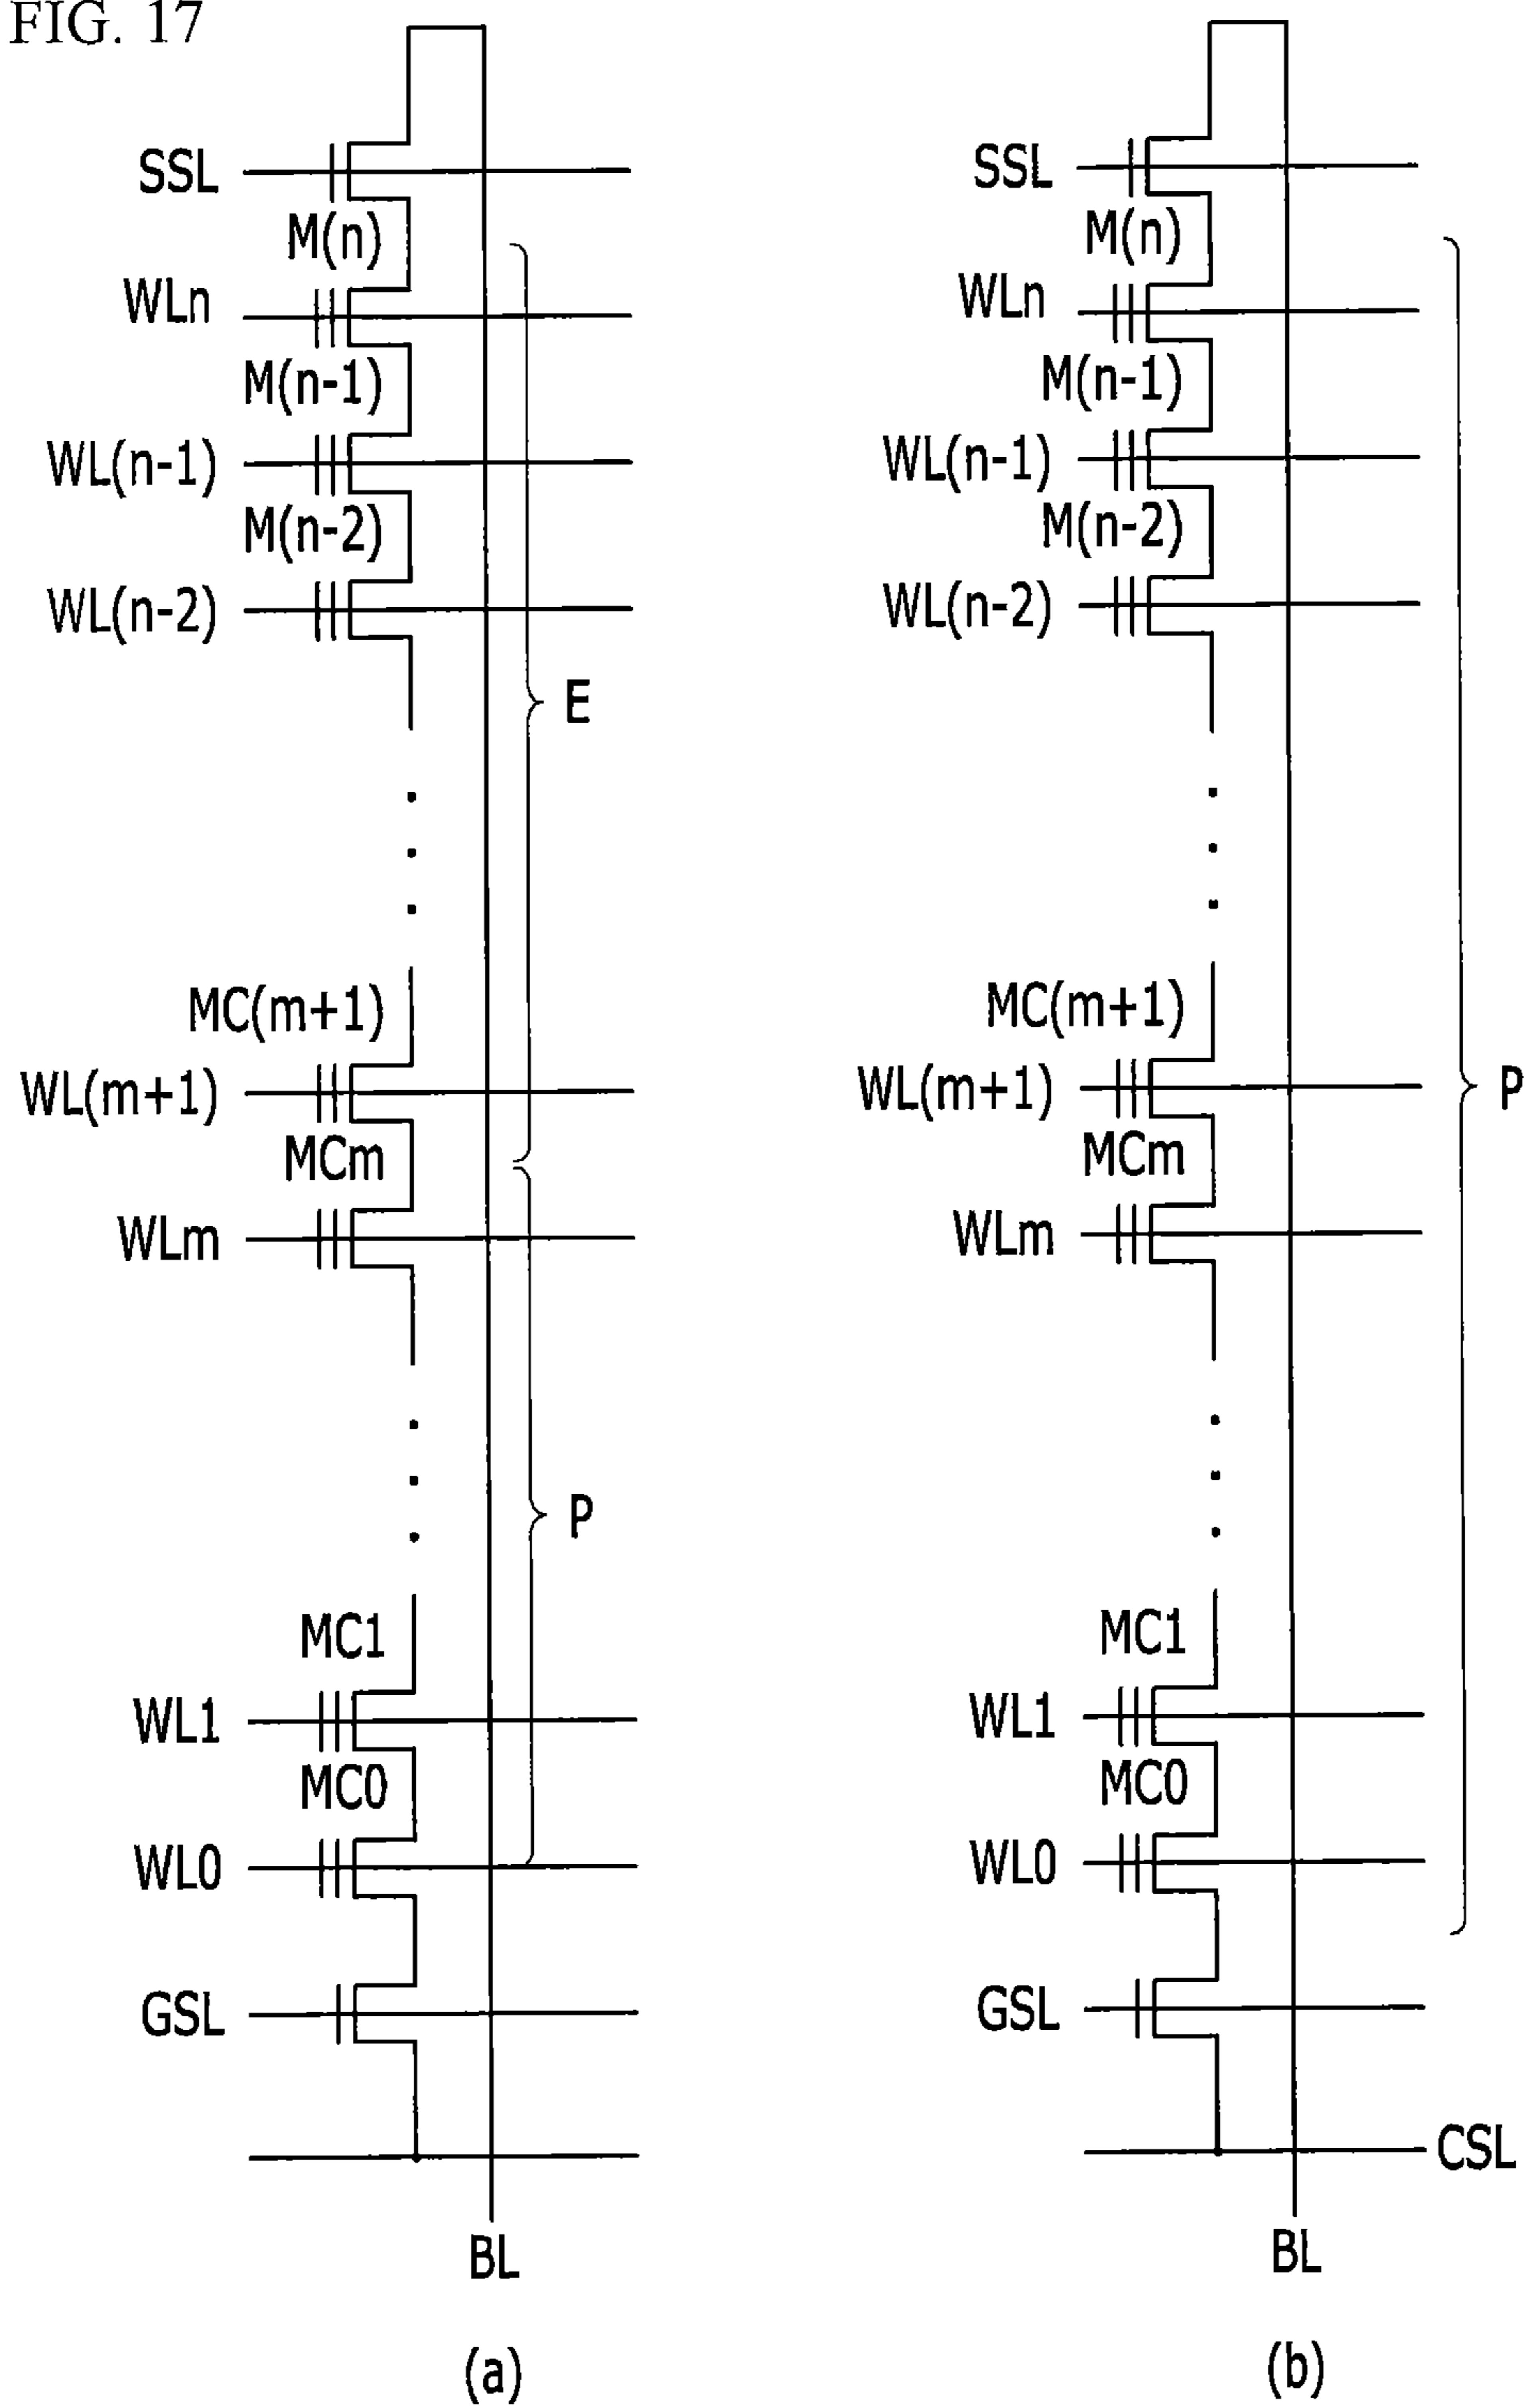 FIG. 17
SSL
M(n)
WLn
M(n-1)
WL(n-1)
M(n-2)
WL(n-2)
E
MC(m+1)
WL(m+1)
MCm
WLm
P
MC1
WL1
MC0
WL0
GSL
BL
(a)
SSL
M(n)
WLn
M(n-1)
WL(n-1)
M(n-2)
WL(n-2)
MC(m+1)
WL(m+1)
P
MCm
WLm
MC1
WL1
MC0
WL0
GSL
CSL
BL
(b)